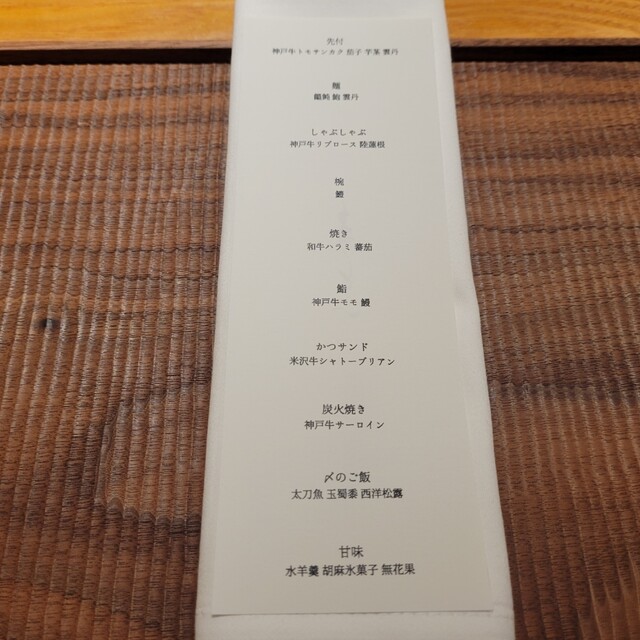 先付
神戸牛トモサンカク 茄子 芋茎 雲丹
麺
饂飩 鮑 雲丹
しゃぶしゃぶ
神戸牛リブロース 陸蓮根
椀
鱧
焼き
和牛ハラミ 蕃茄
鮨
神戸牛モモ 鰻
かつサンド
米沢牛シャトーブリアン
炭火焼き
神戸牛サーロイン
〆のご飯
太刀魚 玉蜀黍 西洋松露
甘味
水羊羹 胡麻氷菓子 無花果